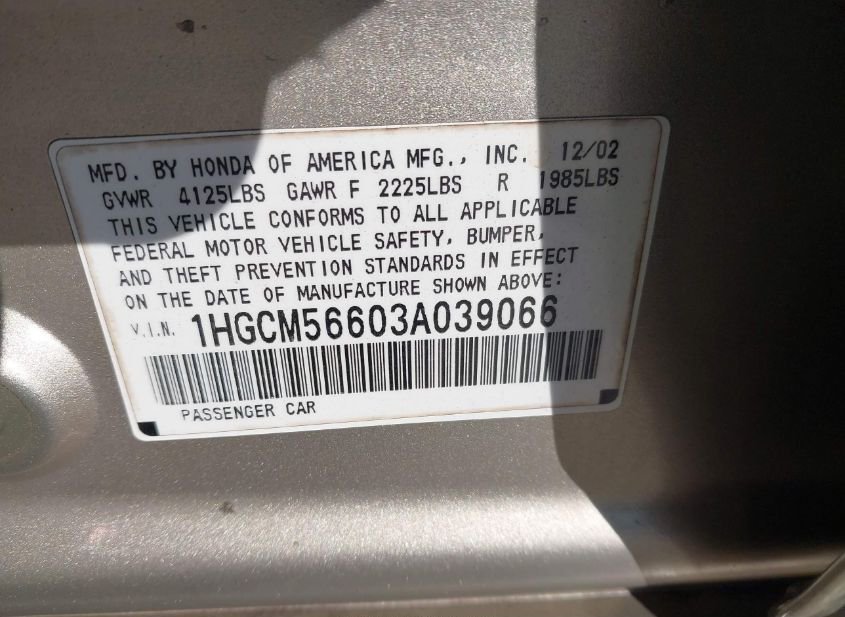 MFD. BY HONDA OF AMERICA MFG., INC. 12/02
GVWR 4125LBS GAWR F 2225LBS R 1985LBS
THIS VEHICLE CONFORMS TO ALL APPLICABLE
FEDERAL MOTOR VEHICLE SAFETY, BUMPER,
AND THEFT PREVENTION STANDARDS IN EFFECT
ON THE DATE OF MANUFACTURE SHOWN ABOVE:
V.I.N. 1HGCM56603A039066
PASSENGER CAR